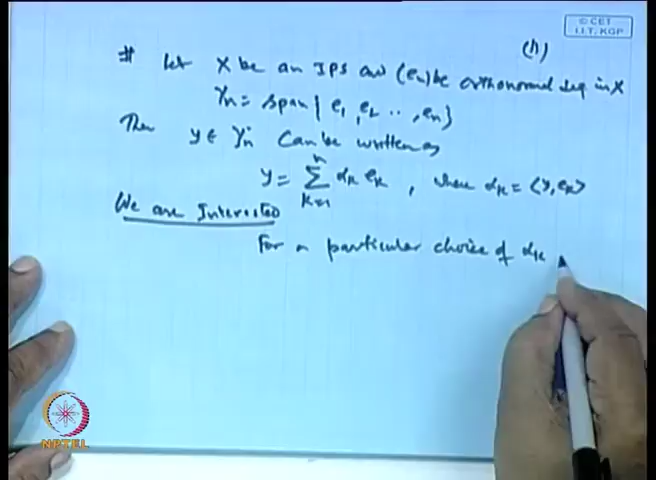 © CET
I.I.T. KGP
(11)
# Let X be an IPS and (en) be orthonormal seq in X
Yn = span { e1, e2, .., en }
Then y ∈ Yn can be written as
y = ∑ αk ek , where αk = <y, ek>
n
k=1
We are Interested
For a particular choice of αk
NPTEL